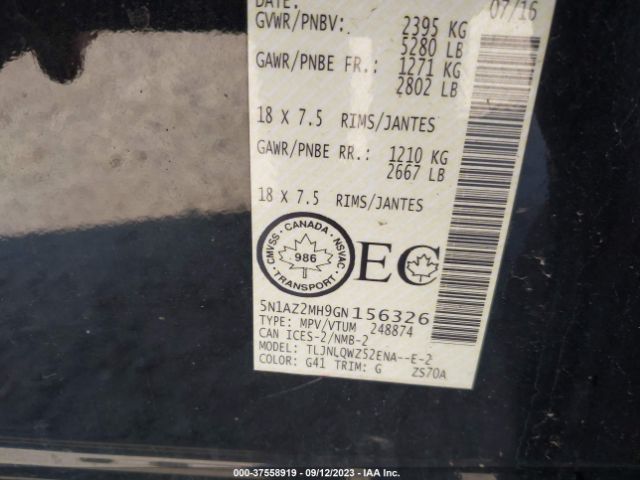 DATE: 07/16
GVWR/PNBV: 2395 KG
5280 LB
GAWR/PNBE FR.: 1271 KG
2802 LB
18 X 7.5 RIMS/JANTES
GAWR/PNBE RR.: 1210 KG
2667 LB
18 X 7.5 RIMS/JANTES
CMVSS · CANADA · NSVAC
986
· TRANSPORT ·
EC
5N1AZ2MH9GN156326
TYPE: MPV/VTUM 248874
CAN ICES-2/NMB-2
MODEL: TLJNLQWZ52ENA--E-2
COLOR: G41 TRIM: G ZS70A
000-37558919 - 09/12/2023 - IAA Inc.